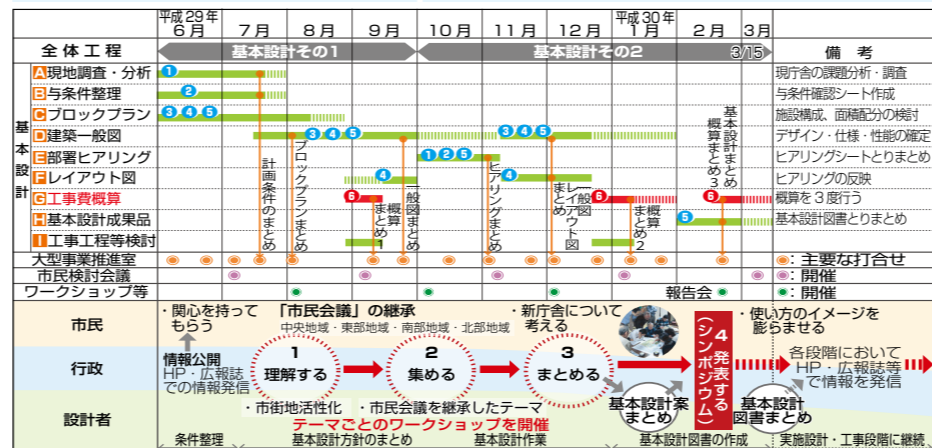 平成29年 平成30年
6月 7月 8月 9月 10月 11月 12月 1月 2月 3月
全体工程 基本設計その1 基本設計その2 3/15 備考
基本設計
A 現地調査・分析 1 現庁舎の課題分析・調査
B 与条件整理 2 与条件確認シート作成
C ブロックプラン 3 4 5 施設構成、面積配分の検討
D 建築一般図 3 4 5 3 4 5 デザイン・仕様・性能の確定
E 部署ヒアリング 1 2 5 ヒアリングシートとりまとめ
F レイアウト図 4 4 ヒアリングの反映
G 工事費概算 6 6 6 概算を3度行う
H 基本設計成果品 5 基本設計図書とりまとめ
I 工事工程等検討
計画条件のまとめ
ブロックプランまとめ
概算まとめ1
一般図まとめ
ヒアリングまとめ
一般図レイアウト図まとめ
概算まとめ2
概算まとめ3
基本設計まとめ
大型事業推進室 :主要な打合せ
市民検討会議 :開催
ワークショップ等 報告会 :開催
市民
行政
設計者
・関心を持ってもらう
情報公開
HP・広報誌での情報発信
「市民会議」の継承
中央地域・東部地域・南部地域・北部地域
1 理解する
2 集める
・新庁舎について考える
3 まとめる
・市街地活性化 ・市民会議を継承したテーマ
テーマごとのワークショップを開催
基本設計案まとめ
4 発表する(シンポジウム)
・使い方のイメージを膨らませる
各段階においてHP・広報誌等で情報を発信
基本設計図書まとめ
条件整理 基本設計方針のまとめ 基本設計作業 基本設計図書の作成 実施設計・工事段階に継続